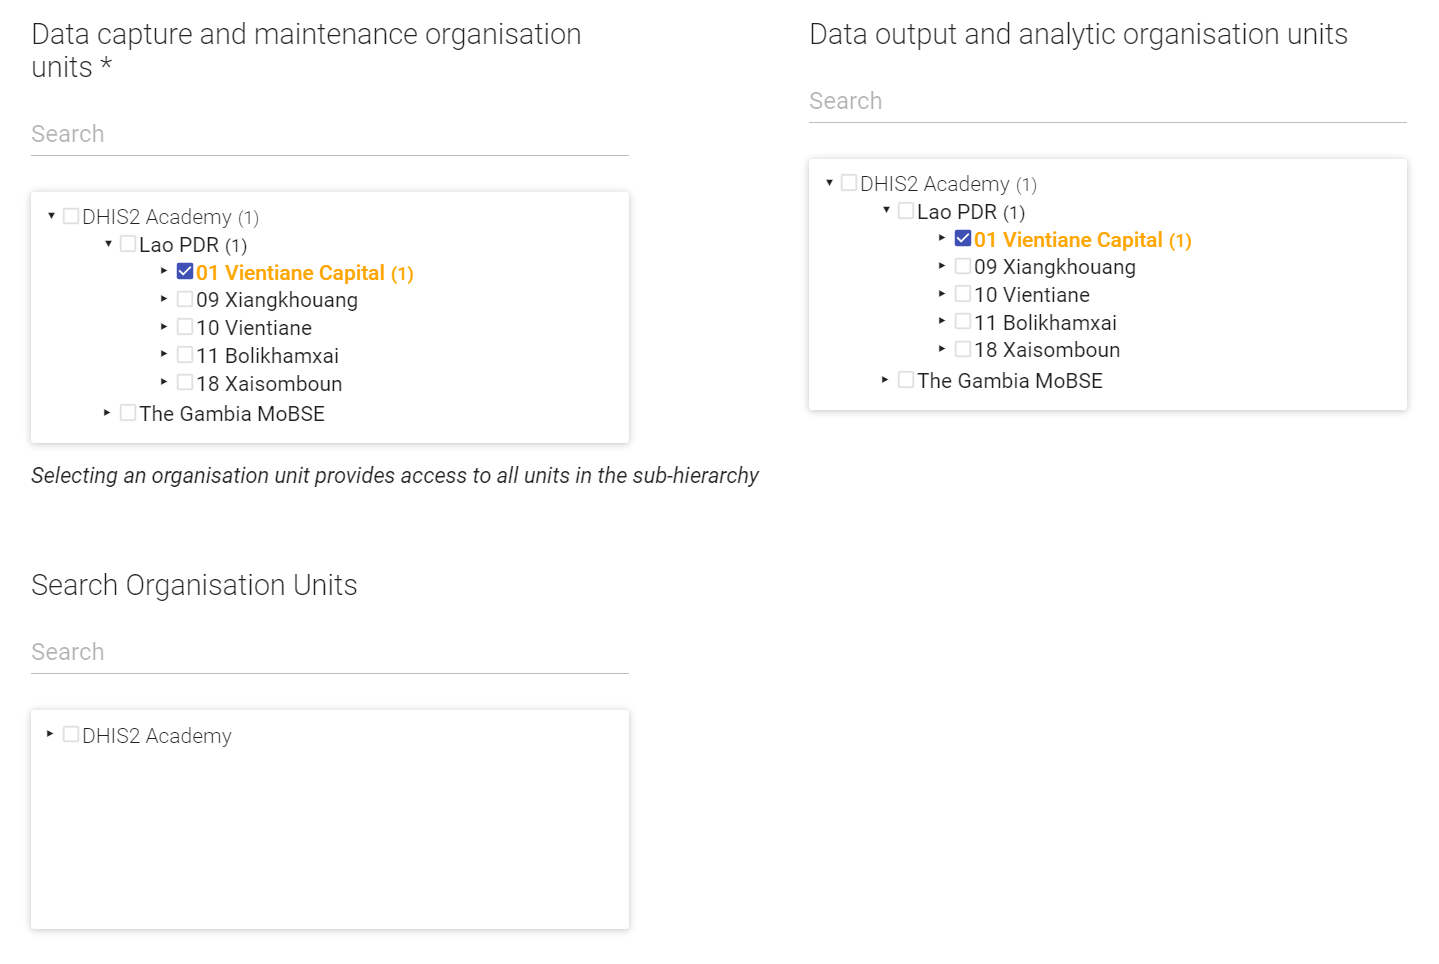 Data capture and maintenance organisation
units *
Search
DHIS2 Academy (1)
Lao PDR (1)
01 Vientiane Capital (1)
09 Xiangkhouang
10 Vientiane
11 Bolikhamxai
18 Xaisomboun
The Gambia MoBSE
Selecting an organisation unit provides access to all units in the sub-hierarchy
Data output and analytic organisation units
Search
DHIS2 Academy (1)
Lao PDR (1)
01 Vientiane Capital (1)
09 Xiangkhouang
10 Vientiane
11 Bolikhamxai
18 Xaisomboun
The Gambia MoBSE
Search Organisation Units
Search
DHIS2 Academy